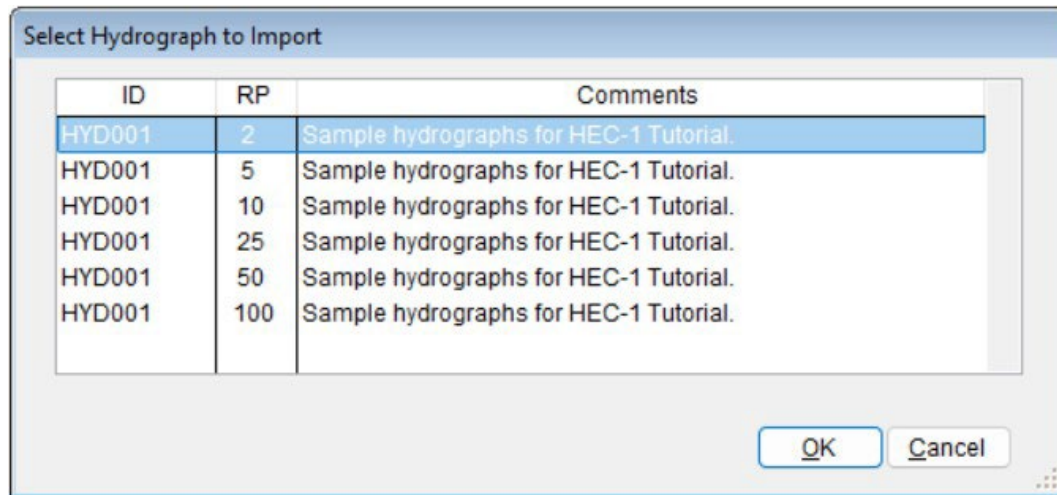 Select Hydrograph to Import
ID RP Comments
HYD001 2 Sample hydrographs for HEC-1 Tutorial.
HYD001 5 Sample hydrographs for HEC-1 Tutorial.
HYD001 10 Sample hydrographs for HEC-1 Tutorial.
HYD001 25 Sample hydrographs for HEC-1 Tutorial.
HYD001 50 Sample hydrographs for HEC-1 Tutorial.
HYD001 100 Sample hydrographs for HEC-1 Tutorial.
OK Cancel